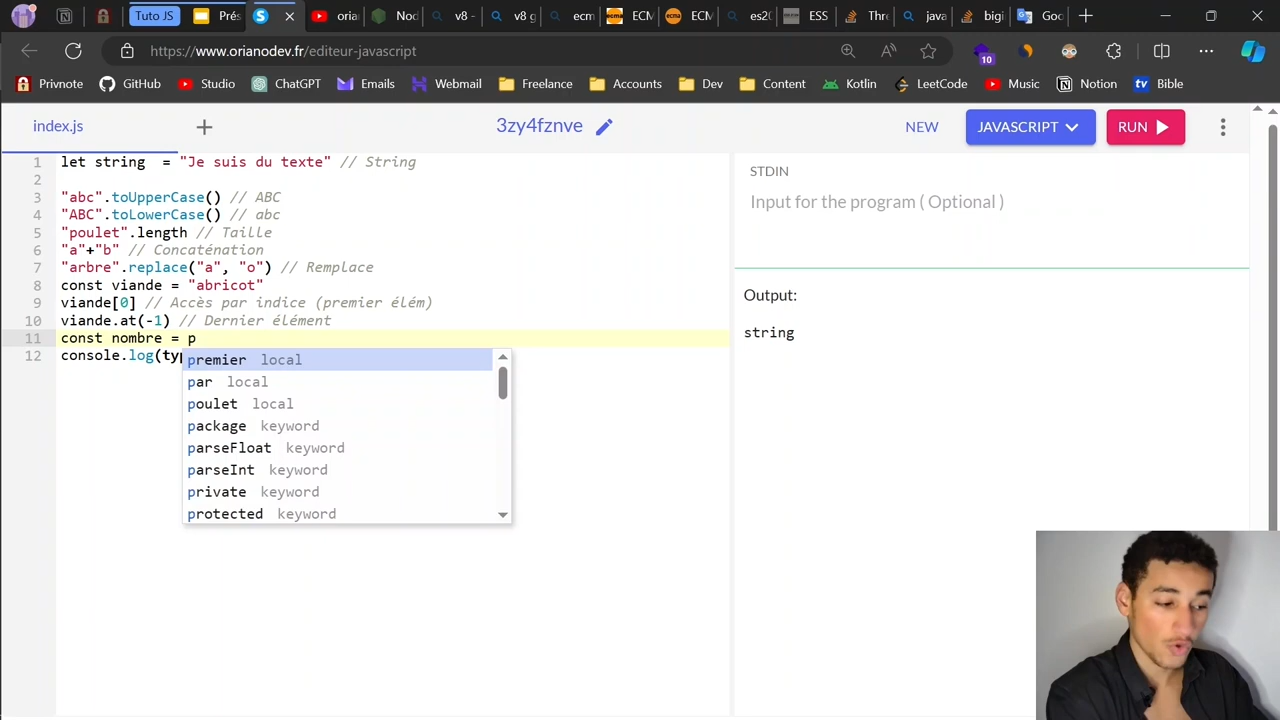 Tuto JS
Prés
oria
Nod
v8 -
v8 g
ecm
ECM
ECM
es20
ESS
Thre
java
bigi
Goo
https://www.orianodev.fr/editeur-javascript
10
Privnote
GitHub
Studio
ChatGPT
Emails
Wmail
Freelance
Accounts
Dev
Content
Kotlin
LeetCode
Music
Notion
tv Bible
index.js
3zy4fznve
NEW
JAVASCRIPT
RUN
1 let string  = "Je suis du texte" // String
2
3 "abc".toUpperCase() // ABC
4 "ABC".toLowerCase() // abc
5 "poulet".length // Taille
6 "a"+"b" // Concaténation
7 "arbre".replace("a", "o") // Remplace
8 const viande = "abricot"
9 viande[0] // Accès par indice (premier élém)
10 viande.at(-1) // Dernier élément
11 const nombre = p
12 console.log(typ
premier local
par local
poulet local
package keyword
parseFloat keyword
parseInt keyword
private keyword
protected keyword
STDIN
Input for the program ( Optional )
Output:
string